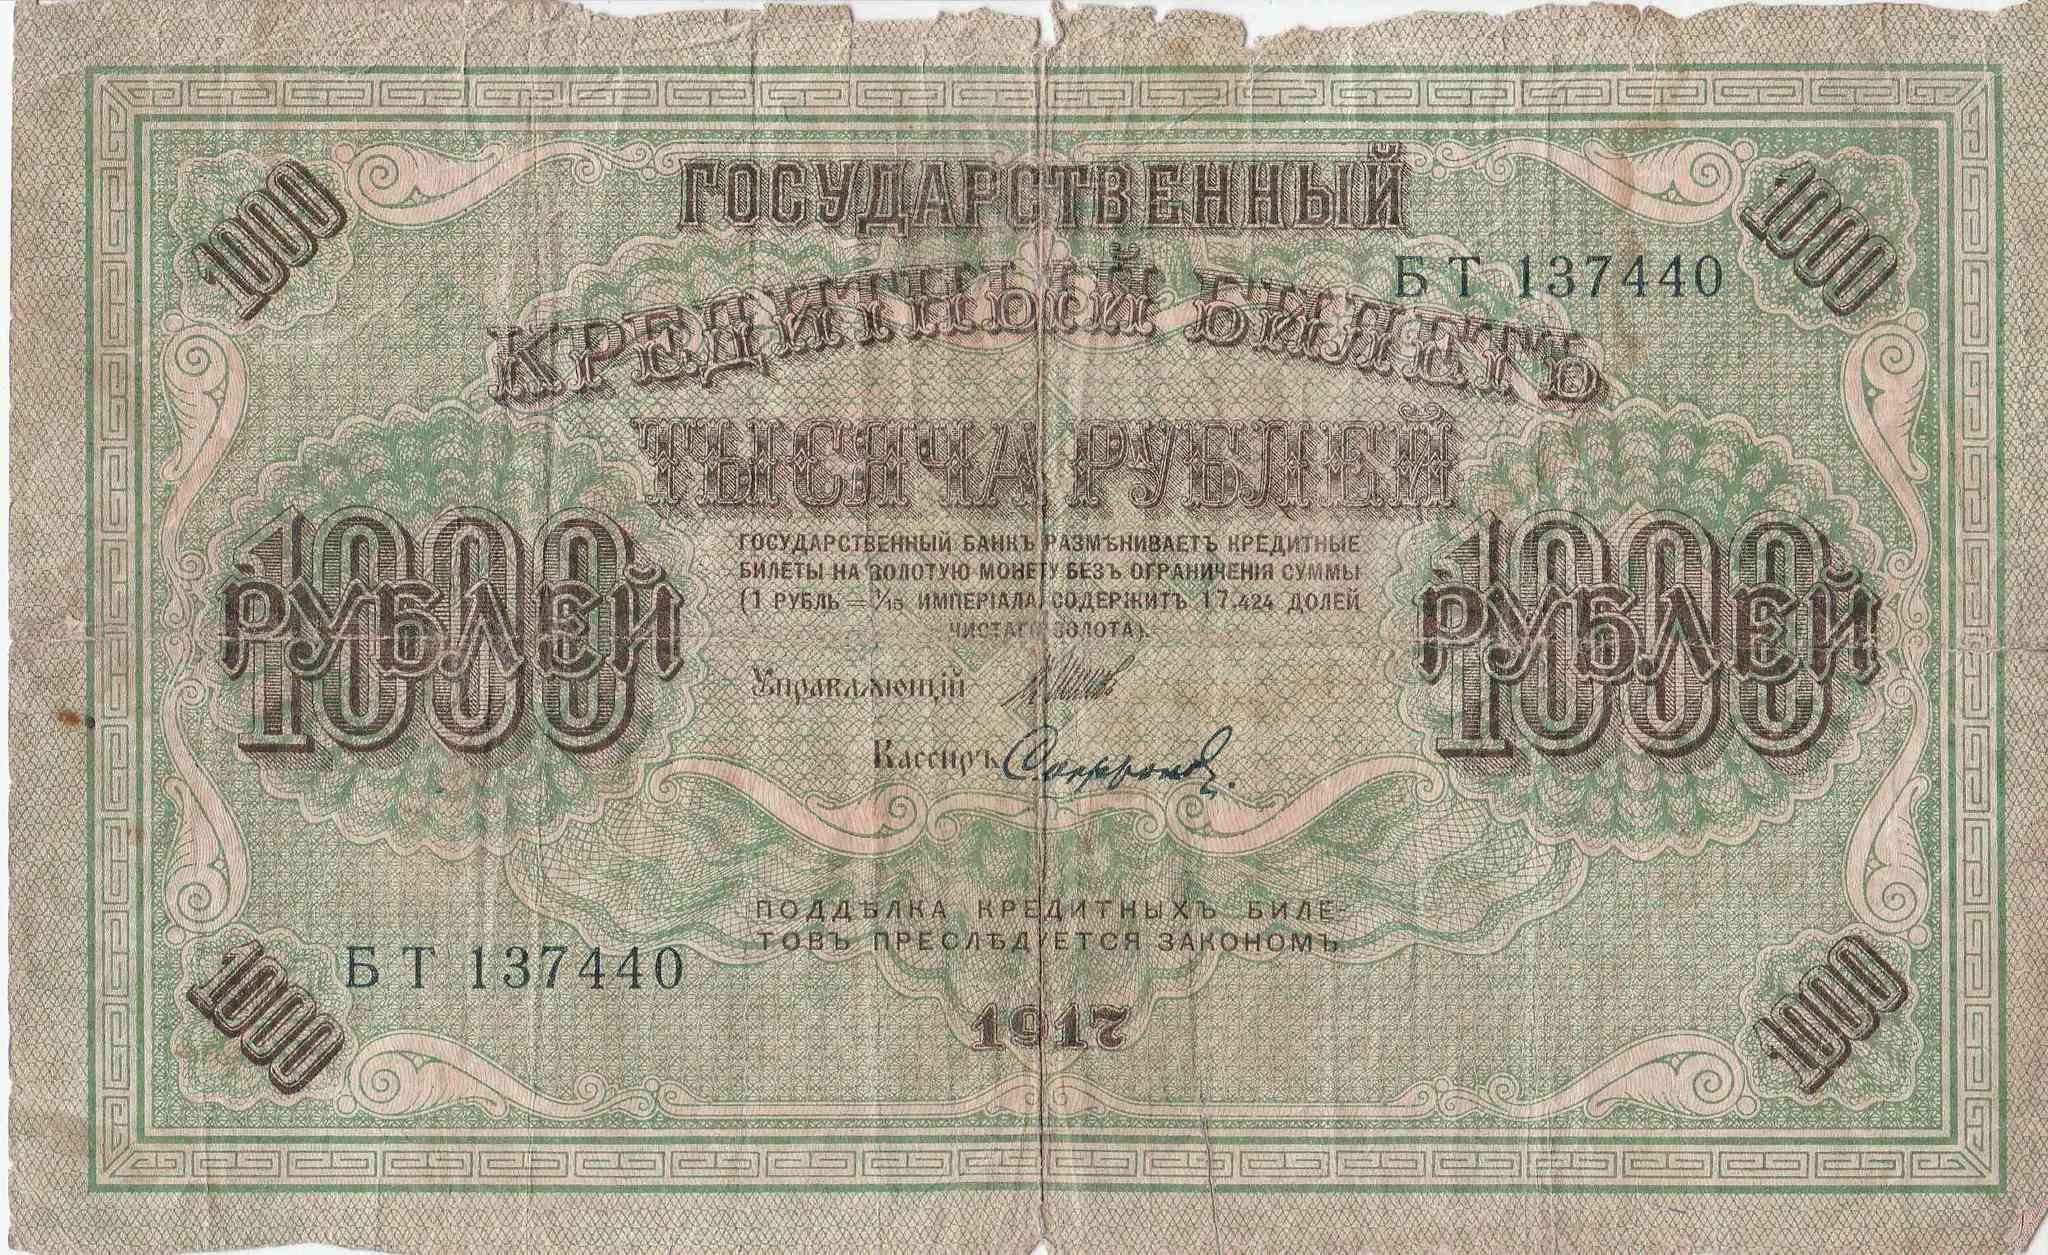 1000
1000
ГОСУДАРСТВЕННЫЙ
БТ 137440
КРЕДИТНЫЙ БИЛЕТЪ
ТЫСЯЧА РУБЛЕЙ
1000
РУБЛЕЙ
1000
РУБЛЕЙ
ГОСУДАРСТВЕННЫЙ БАНКЪ РАЗМѢНИВАЕТЪ КРЕДИТНЫЕ
БИЛЕТЫ НА ЗОЛОТУЮ МОНЕТУ БЕЗЪ ОГРАНИЧЕНІЯ СУММЫ
(1 РУБЛЬ = 1/15 ИМПЕРІАЛА, СОДЕРЖИТЪ 17,424 ДОЛЕЙ
ЧИСТАГО ЗОЛОТА).
Управляющій
Кассиръ
ПОДДѢЛКА КРЕДИТНЫХЪ БИЛЕ-
ТОВЪ ПРЕСЛѢДУЕТСЯ ЗАКОНОМЪ.
БТ 137440
1917
1000
1000